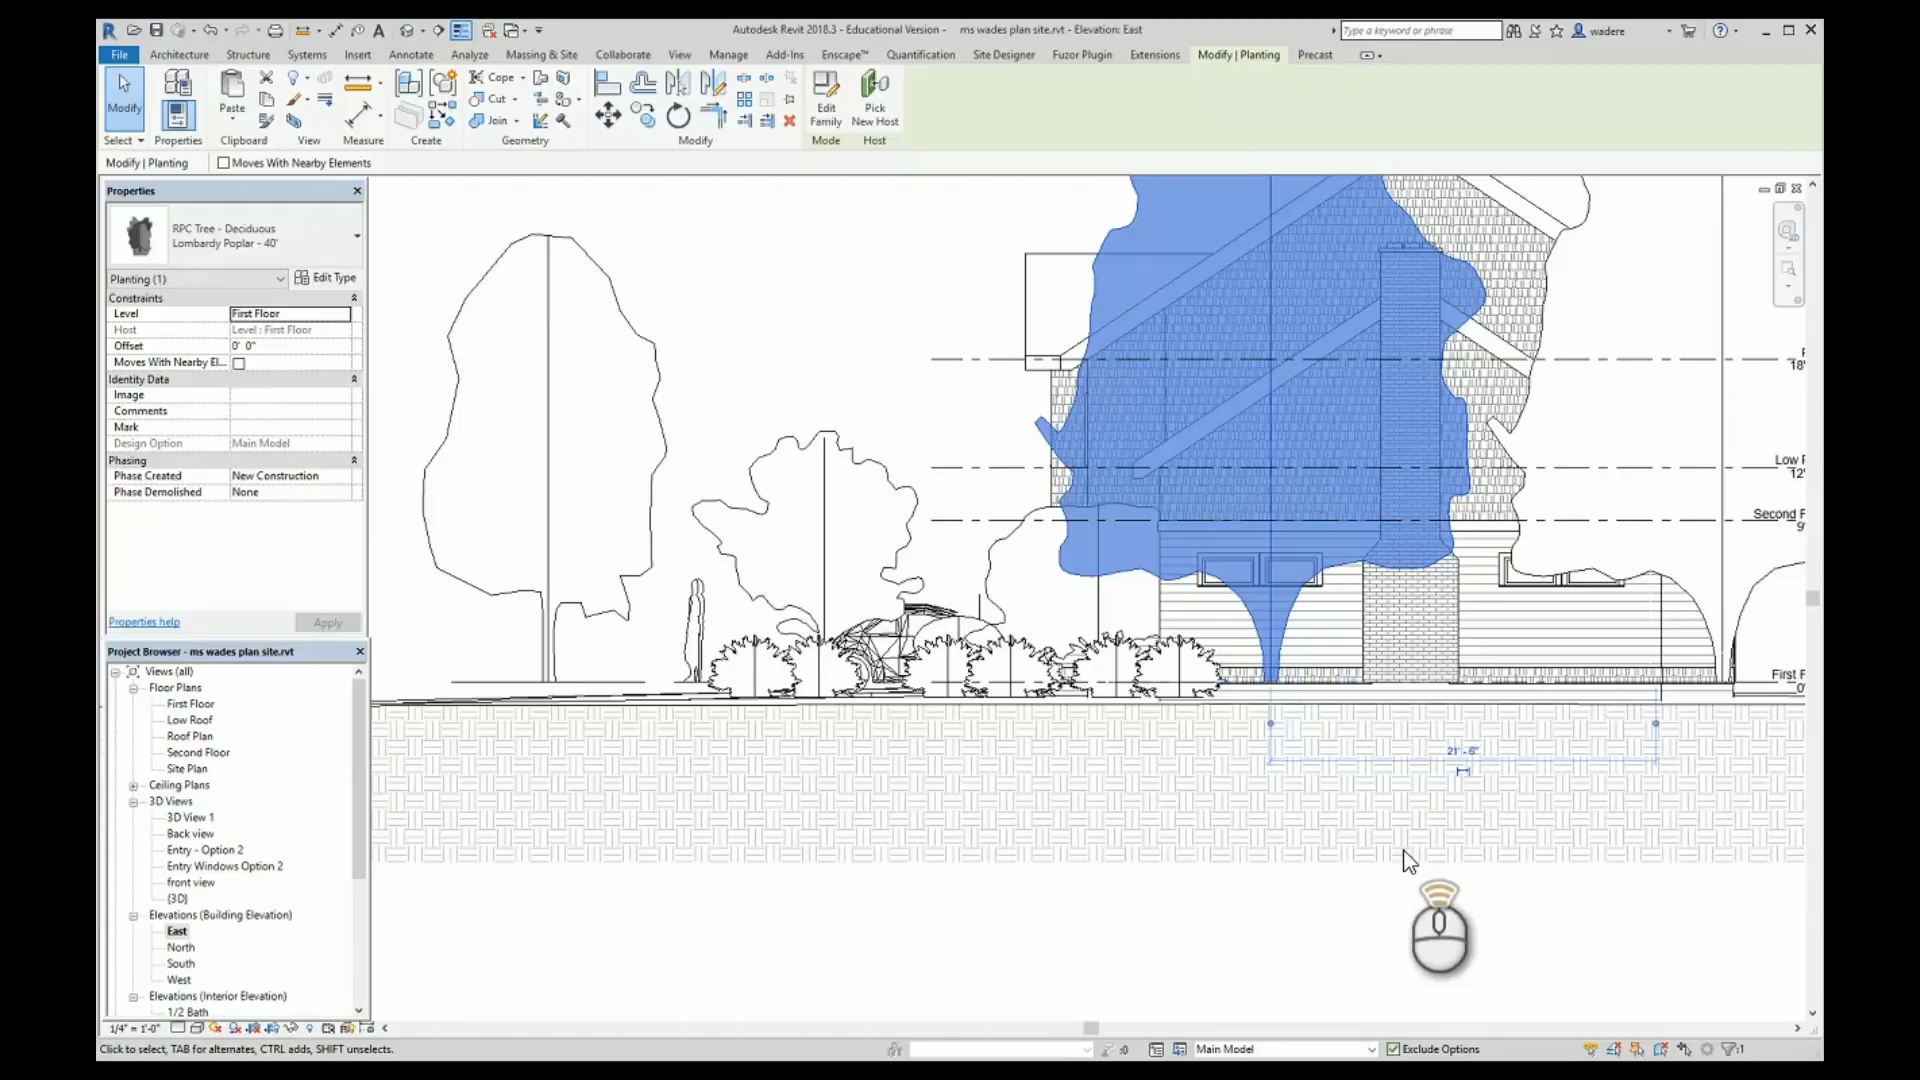 Autodesk Revit 2018.3 - Educational Version - ms wades plan site.rvt - Elevation: East
Type a keyword or phrase
wadere
File Architecture Structure Systems Insert Annotate Analyze Massing & Site Collaborate View Manage Add-Ins Enscape™ Quantification Site Designer Fuzor Plugin Extensions Modify | Planting Precast
Modify
Paste
Cope
Cut
Join
Edit Family
Pick New Host
Select Properties Clipboard View Measure Create Geometry Modify Mode Host
Modify | Planting Moves With Nearby Elements
Properties
RPC Tree - Deciduous
Lombardy Poplar - 40'
Planting (1) Edit Type
Constraints
Level First Floor
Host Level : First Floor
Offset 0' 0"
Moves With Nearby El...
Identity Data
Image
Comments
Mark
Design Option Main Model
Phasing
Phase Created New Construction
Phase Demolished None
Properties help Apply
Project Browser - ms wades plan site.rvt
Views (all)
Floor Plans
First Floor
Low Roof
Roof Plan
Second Floor
Site Plan
Ceiling Plans
3D Views
3D View 1
Back view
Entry - Option 2
Entry Windows Option 2
front view
{3D}
Elevations (Building Elevation)
East
North
South
West
Elevations (Interior Elevation)
1/2 Bath
18'
Low
12'
Second F
9'
First F
0'
21' - 6"
1/4" = 1'-0"
Click to select, TAB for alternates, CTRL adds, SHIFT unselects.
:0
Main Model
Exclude Options
:1